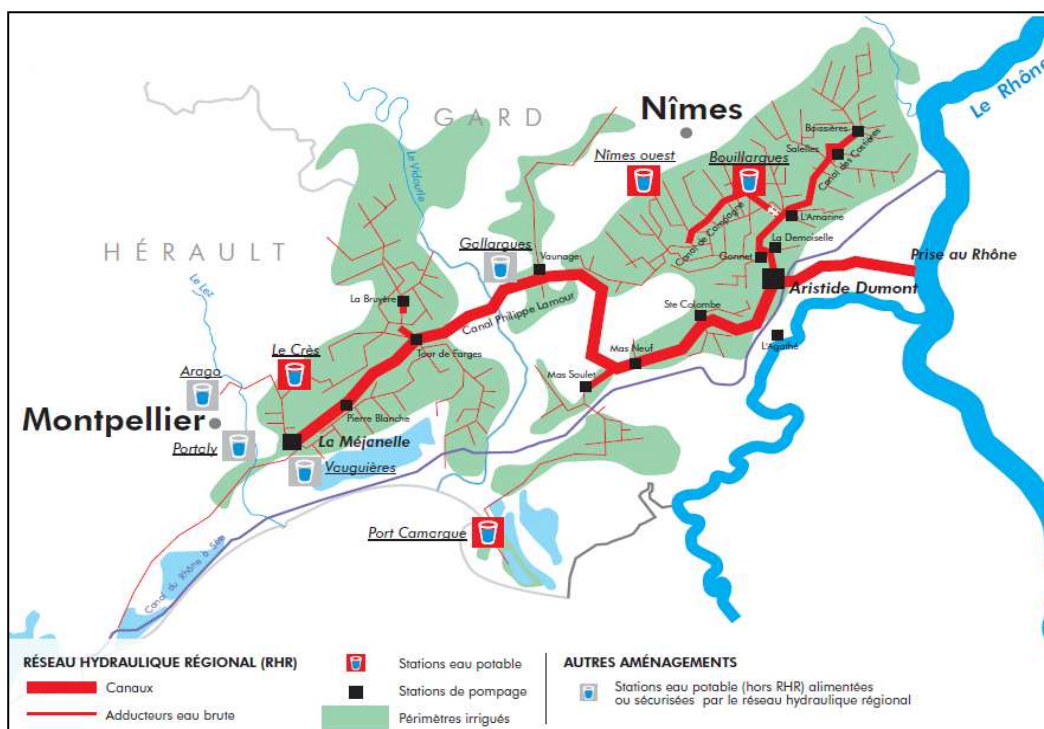 Le Rhône
GARD
Nîmes
Boissières
Salelles
Canal des Costières
Nîmes ouest
Bouillargues
Le Vidourle
L'Amarine
Canal de Campagne
La Demoiselle
HÉRAULT
Gallargues
Vaunage
Gonnet
Prise au Rhône
Aristide Dumont
Le Lez
La Bruyère
Canal Philippe Lamour
Ste Colombe
L'Agathé
Tour de Farges
Mas Neuf
Le Crès
Arago
Mas Soulet
Montpellier
Pierre Blanche
La Méjanelle
Portaly
Vauguières
Port Camargue
Canal du Rhône à Sète
RÉSEAU HYDRAULIQUE RÉGIONAL (RHR)
Canaux
Adducteurs eau brute
Stations eau potable
Stations de pompage
Périmètres irrigués
AUTRES AMÉNAGEMENTS
Stations eau potable (hors RHR) alimentées
ou sécurisées par le réseau hydraulique régional